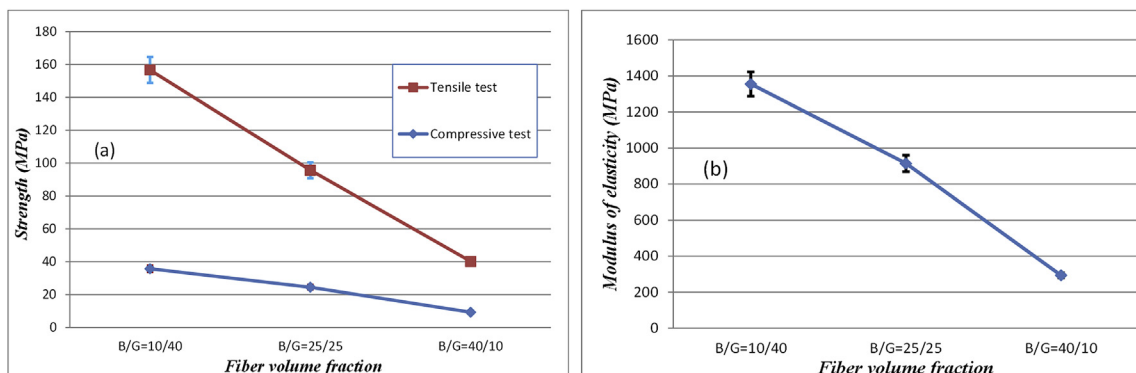 180
160
140
120
100
80
60
40
20
0
Strength (MPa)
(a)
Tensile test
Compressive test
B/G=10/40
B/G=25/25
B/G=40/10
Fiber volume fraction
1600
1400
1200
1000
800
600
400
200
0
Modulus of elasticity (MPa)
(b)
B/G=10/40
B/G=25/25
B/G=40/10
Fiber volume fraction